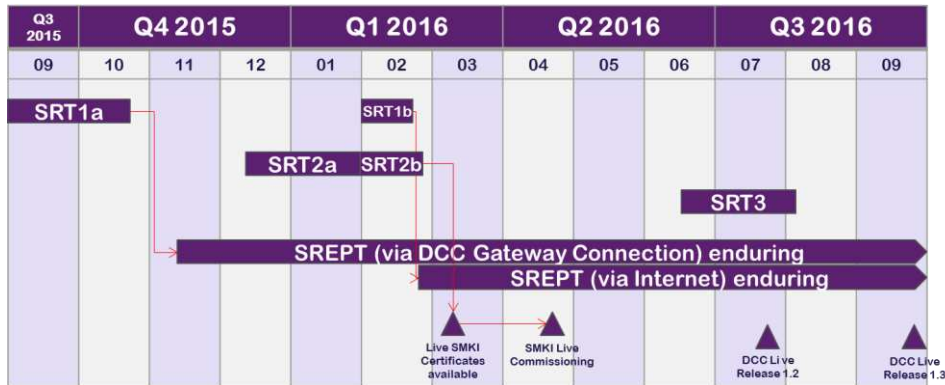 Q3
2015
Q4 2015
Q1 2016
Q2 2016
Q3 2016
09
10
11
12
01
02
03
04
05
06
07
08
09
SRT1a
SRT1b
SRT2a
SRT2b
SRT3
SREPT (via DCC Gateway Connection) enduring
SREPT (via Internet) enduring
Live SMKI
Certificates
available
SMKI Live
Commissioning
DCC Live
Release 1.2
DCC Live
Release 1.3